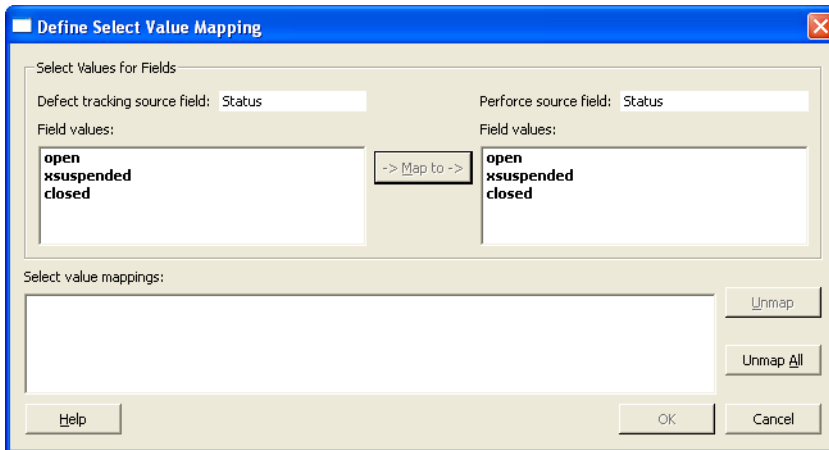 Define Select Value Mapping
Select Values for Fields
Defect tracking source field: Status
Perforce source field: Status
Field values:
Field values:
open
xsuspended
closed
-> Map to ->
open
xsuspended
closed
Select value mappings:
Unmap
Unmap All
Help
OK
Cancel